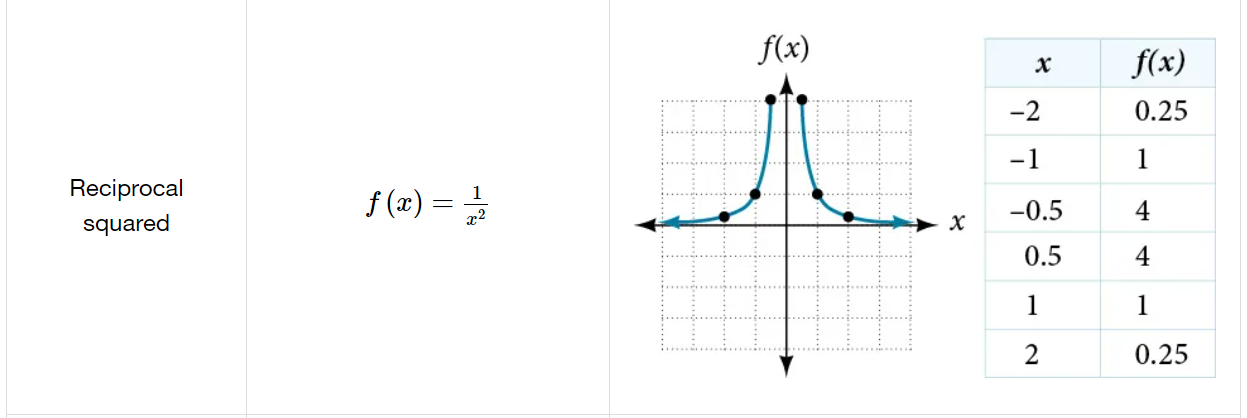 Reciprocal
squared
f (x) = 1/x²
f(x)
x
x f(x)
–2 0.25
–1 1
–0.5 4
0.5 4
1 1
2 0.25